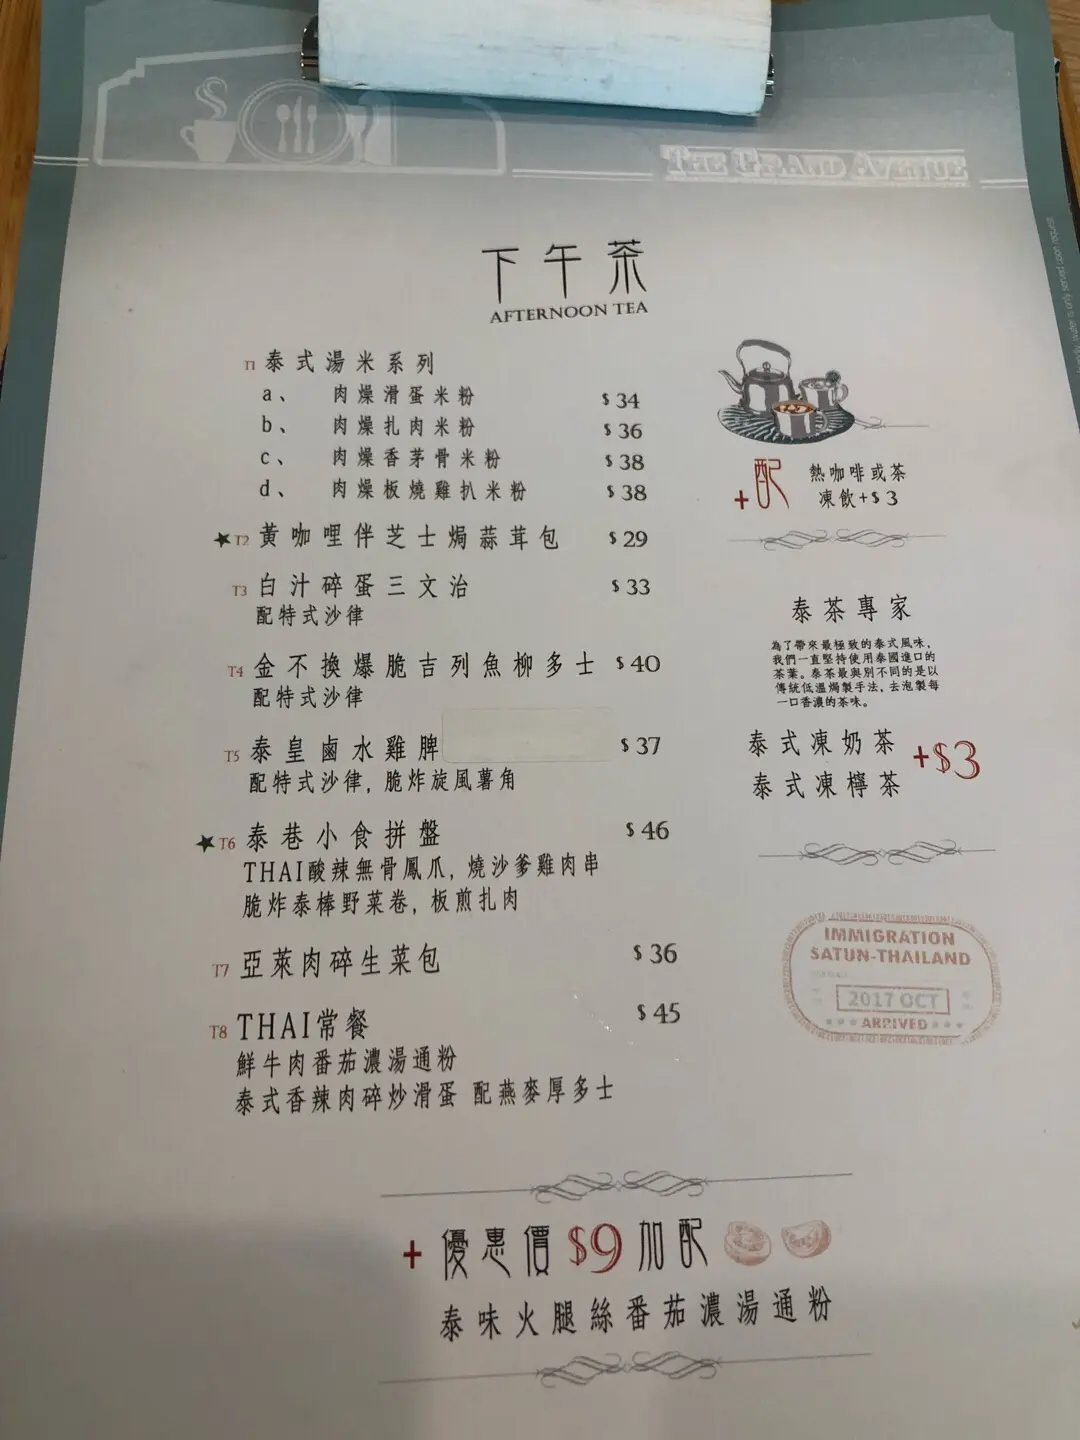 THE GRAND AVENUE
下午茶
AFTERNOON TEA
T1 泰式湯米系列
a、 肉燥滑蛋米粉 $34
b、 肉燥扎肉米粉 $36
c、 肉燥香茅骨米粉 $38
d、 肉燥板燒雞扒米粉 $38
★T2 黃咖哩伴芝士焗蒜茸包 $29
T3 白汁碎蛋三文治 $33
配特式沙律
T4 金不換爆脆吉列魚柳多士 $40
配特式沙律
T5 泰皇鹵水雞脾 $37
配特式沙律, 脆炸旋風薯角
★T6 泰巷小食拼盤 $46
THAI酸辣無骨鳳爪, 燒沙爹雞肉串
脆炸泰棒野菜卷, 板煎扎肉
T7 亞萊肉碎生菜包 $36
T8 THAI常餐 $45
鮮牛肉番茄濃湯通粉
泰式香辣肉碎炒滑蛋 配燕麥厚多士
+配 熱咖啡或茶
凍飲+$3
泰茶專家
為了帶來最極致的泰式風味,
我們一直堅持使用泰國進口的
茶葉。泰茶最與別不同的是以
傳統低溫焗製手法, 去泡製每
一口香濃的茶味。
泰式凍奶茶
泰式凍檸茶 +$3
IMMIGRATION
SATUN-THAILAND
2017 OCT
ARRIVED
+ 優惠價 $9 加配
泰味火腿絲番茄濃湯通粉